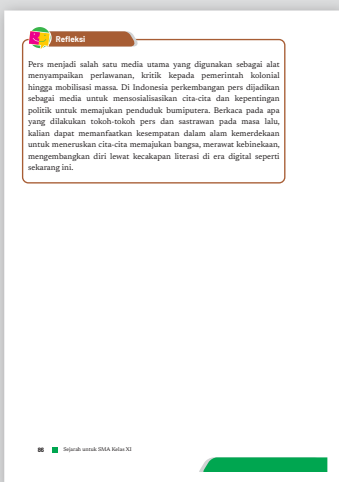 Refleksi
Pers menjadi salah satu media utama yang digunakan sebagai alat
menyampaikan perlawanan, kritik kepada pemerintah kolonial
hingga mobilisasi massa. Di Indonesia perkembangan pers dijadikan
sebagai media untuk mensosialisasikan cita-cita dan kepentingan
politik untuk memajukan penduduk bumiputera. Berkaca pada apa
yang dilakukan tokoh-tokoh pers dan sastrawan pada masa lalu,
kalian dapat memanfaatkan kesempatan dalam alam kemerdekaan
untuk meneruskan cita-cita memajukan bangsa, merawat kebinekaan,
mengembangkan diri lewat kecakapan literasi di era digital seperti
sekarang ini.
98 Sejarah untuk SMA Kelas XI